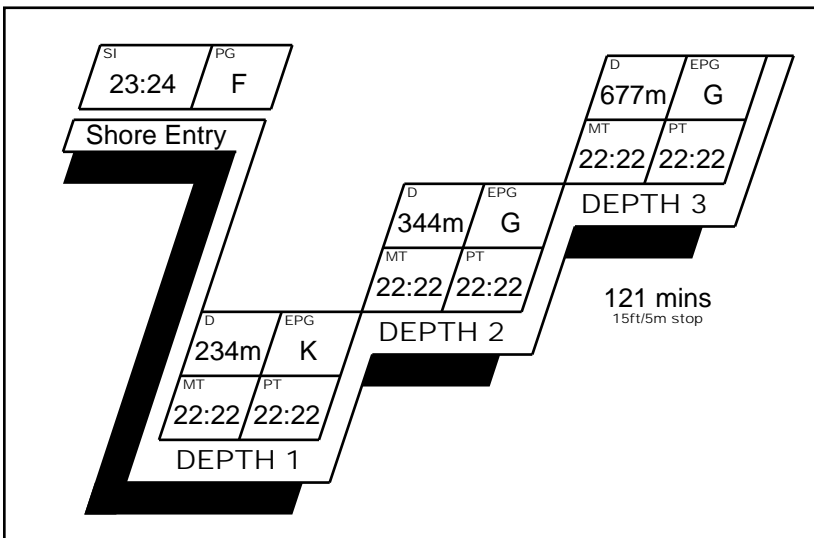 SI PG
23:24 F
Shore Entry
D EPG
677m G
MT PT
22:22 22:22
DEPTH 3
D EPG
344m G
MT PT
22:22 22:22
DEPTH 2
121 mins
15ft/5m stop
D EPG
234m K
MT PT
22:22 22:22
DEPTH 1